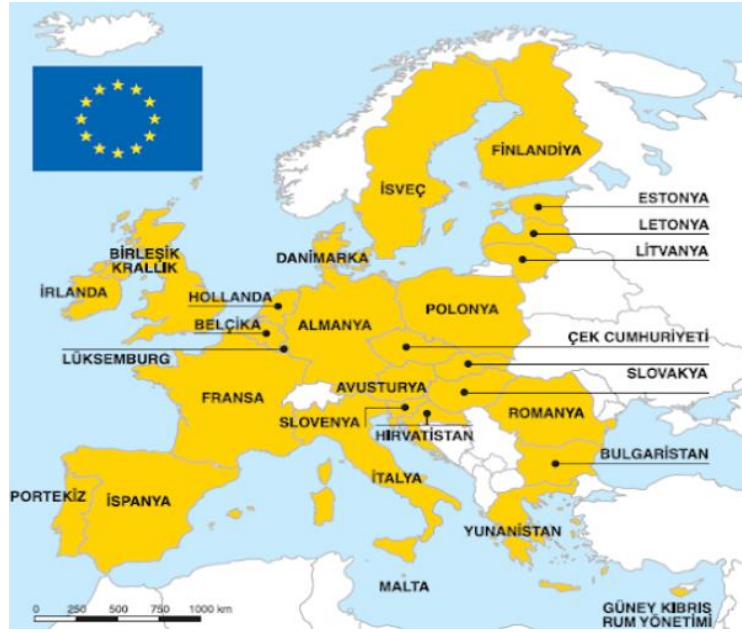 FİNLANDİYA
İSVEÇ
ESTONYA
LETONYA
LİTVANYA
BİRLEŞİK
KRALLIK
DANİMARKA
İRLANDA
HOLLANDA
POLONYA
BELÇİKA
ALMANYA
ÇEK CUMHURİYETİ
LÜKSEMBURG
SLOVAKYA
FRANSA
AVUSTURYA
ROMANYA
SLOVENYA
HIRVATİSTAN
BULGARİSTAN
İTALYA
PORTEKİZ
İSPANYA
YUNANİSTAN
MALTA
0 250 500 750 1000 km
GÜNEY KIBRIS
RUM YÖNETİMİ